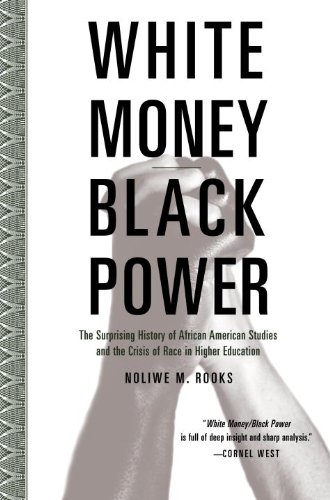 WHITE
MONEY
BLACK
POWER
The Surprising History of African American Studies
and the Crisis of Race in Higher Education
NOLIWE M. ROOKS
"White Money/Black Power
is full of deep insight and sharp analysis."
—CORNEL WEST